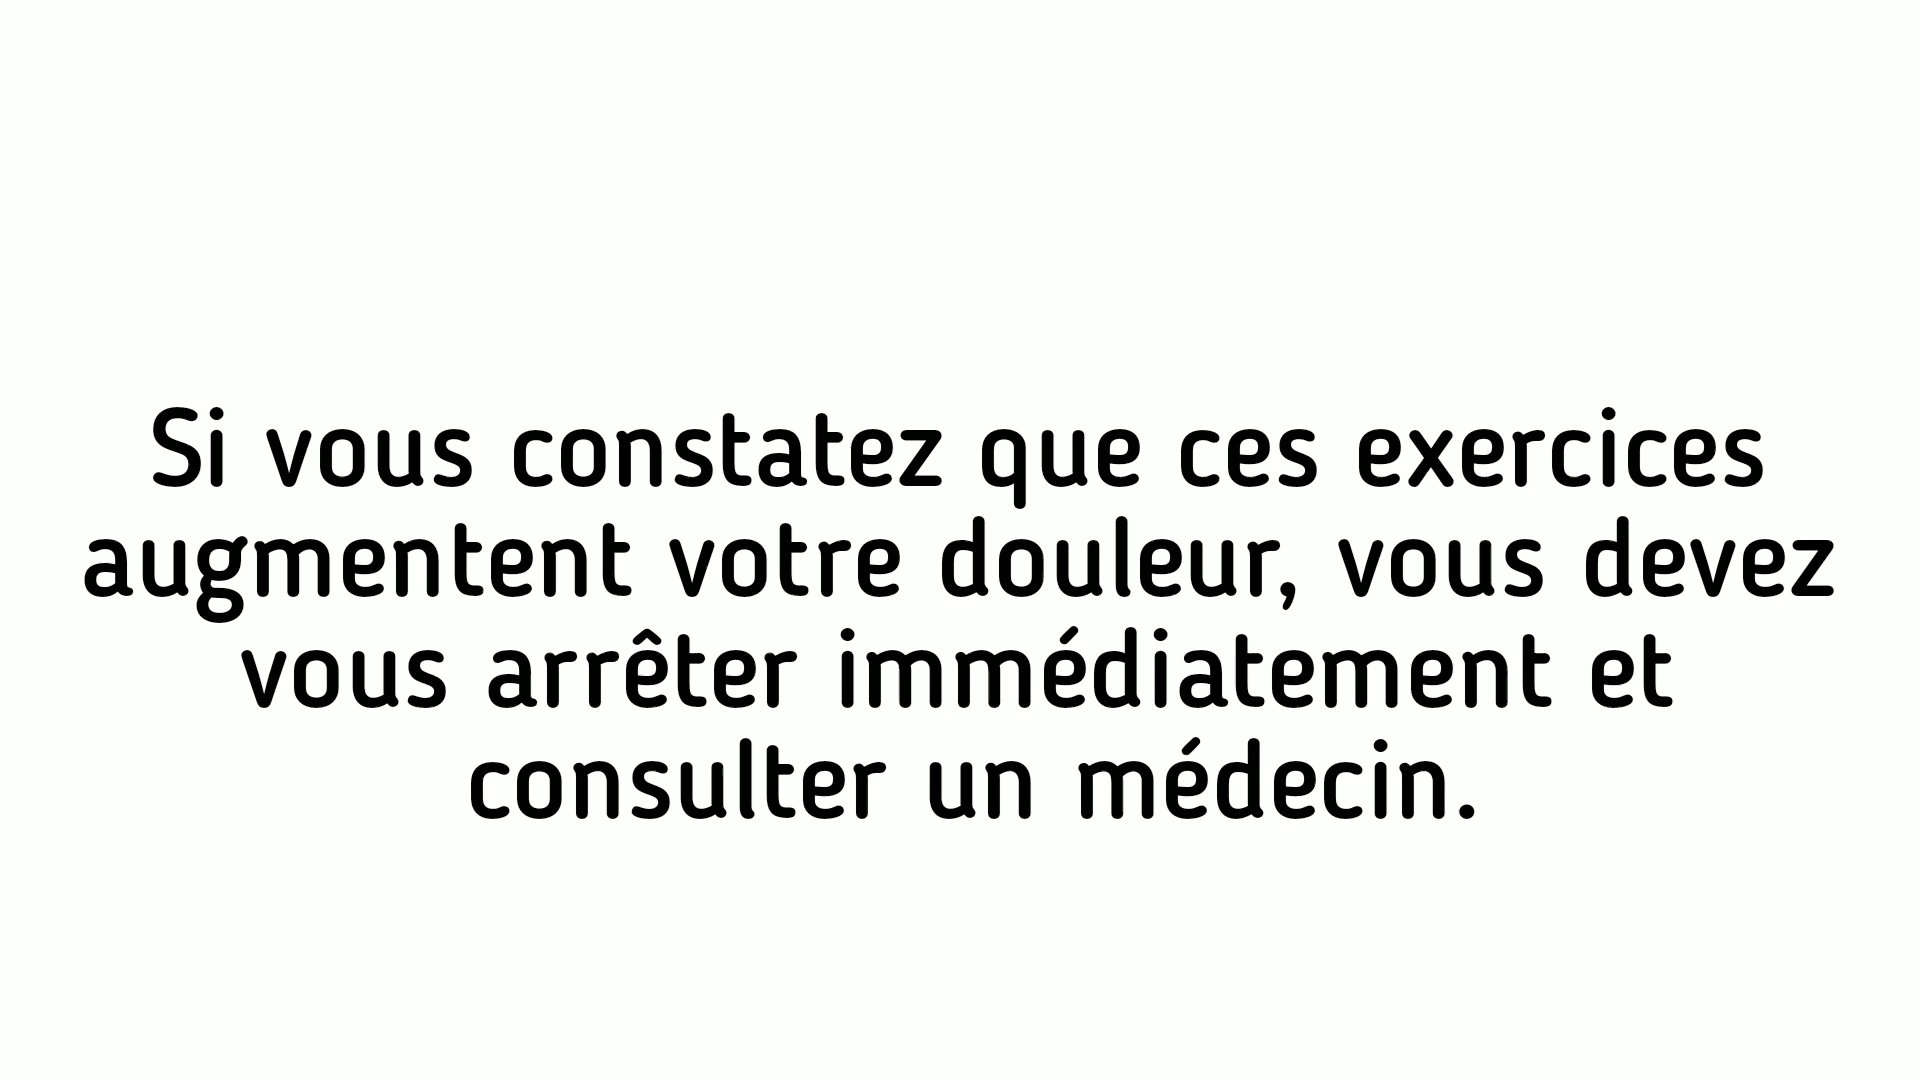 Si vous constatez que ces exercices
augmentent votre douleur, vous devez
vous arrêter immédiatement et
consulter un médecin.